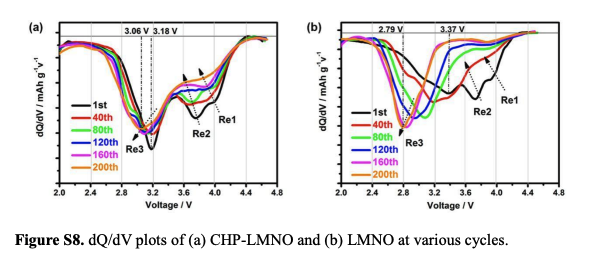 (a)
3.06 V 3.18 V
dQ/dV / mAh g⁻¹v⁻¹
1st
40th
80th
120th
160th
200th
Re3
Re2
Re1
2.0 2.4 2.8 3.2 3.6 4.0 4.4 4.8
Voltage / V
(b)
2.79 V 3.37 V
dQ/dV / mAh g⁻¹v⁻¹
1st
40th
80th
120th
160th
200th
Re3
Re2
Re1
2.0 2.4 2.8 3.2 3.6 4.0 4.4 4.8
Voltage / V
Figure S8. dQ/dV plots of (a) CHP-LMNO and (b) LMNO at various cycles.